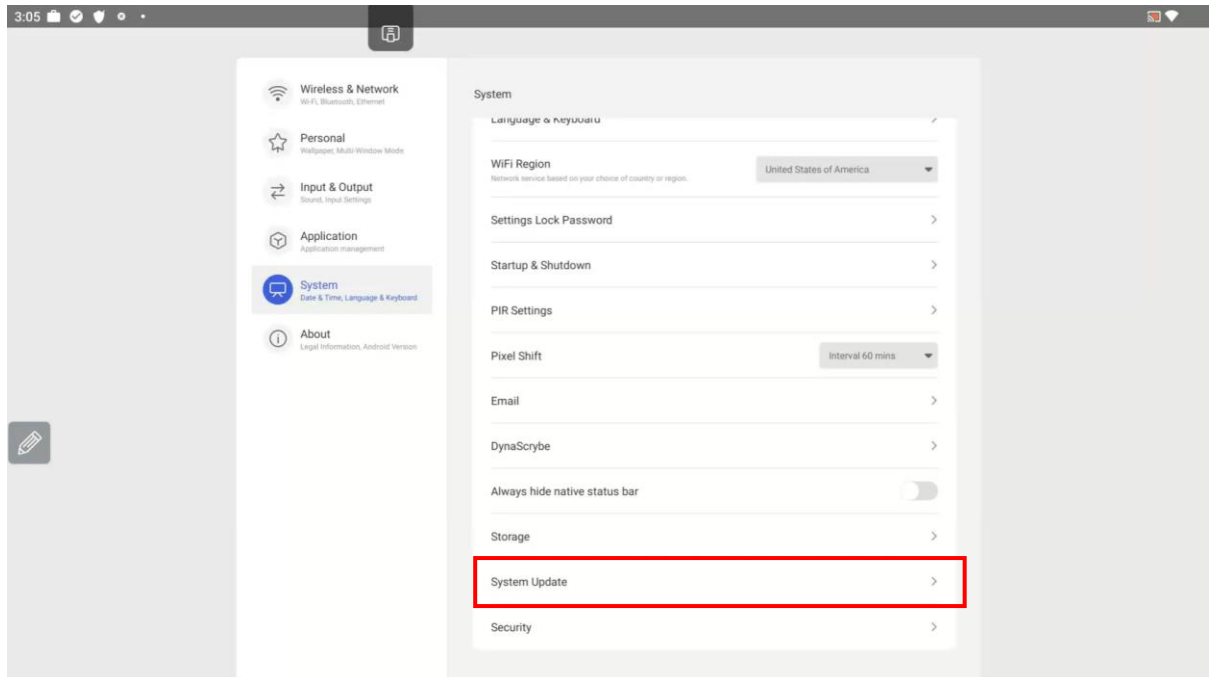 3:05
Wireless & Network
Wi-Fi, Bluetooth, Ethernet
Personal
Wallpaper, Multi-Window Mode
Input & Output
Sound, Input Settings
Application
Application management
System
Date & Time, Language & Keyboard
About
Legal Information, Android Version
System
Language & Keyboard
WiFi Region
Network service based on your choice of country or region.
United States of America
Settings Lock Password
Startup & Shutdown
PIR Settings
Pixel Shift
Interval 60 mins
Email
DynaScrybe
Always hide native status bar
Storage
System Update
Security